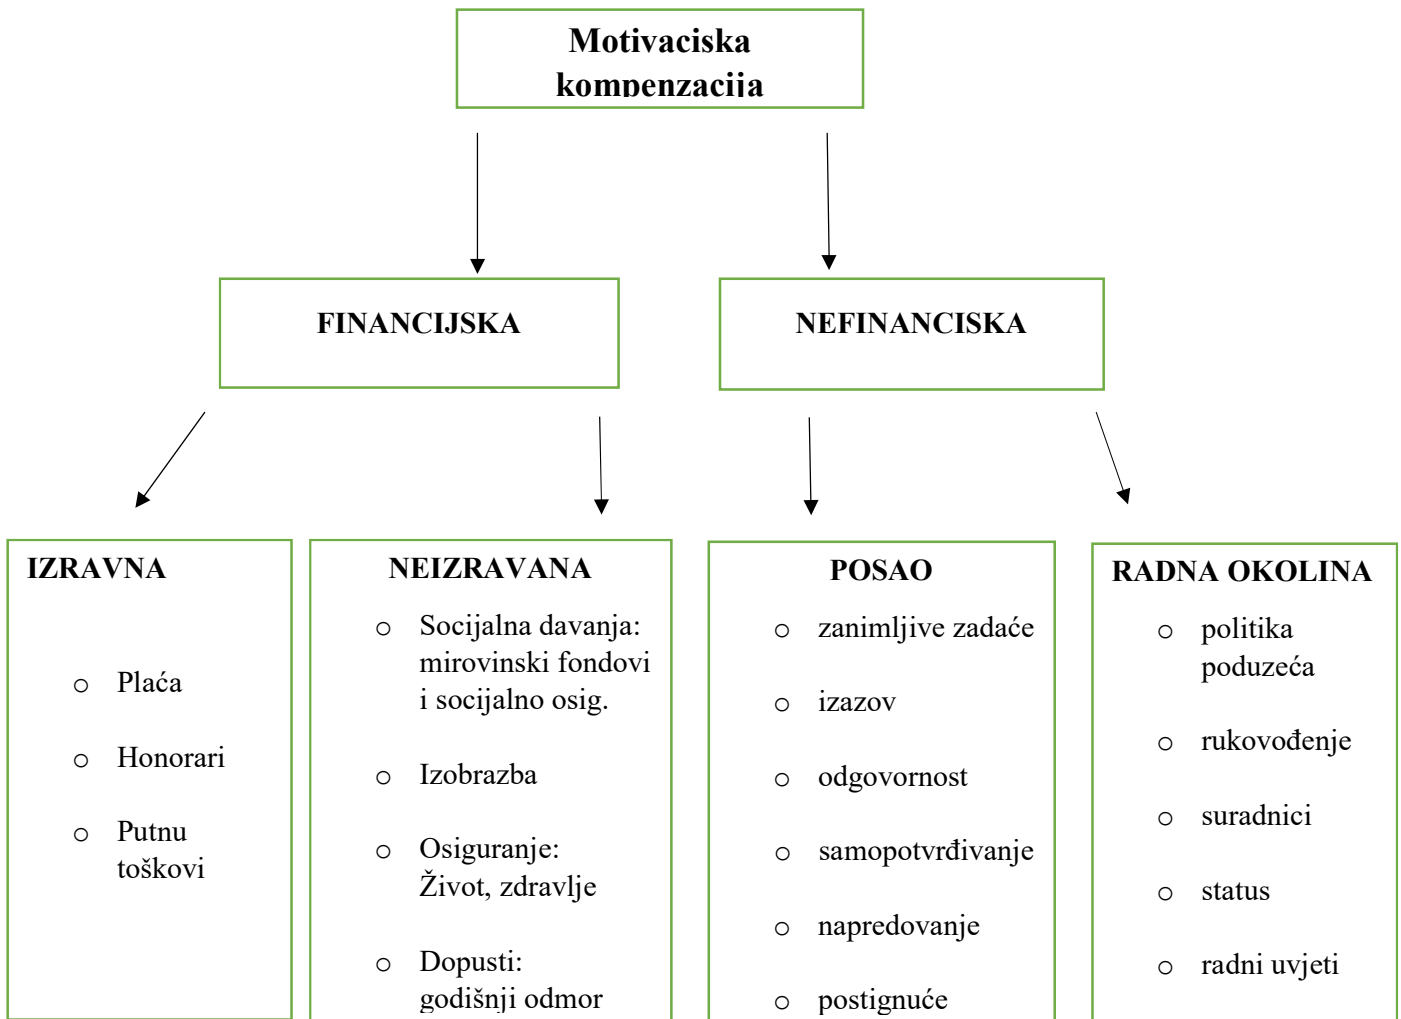 Motivaciska
kompenzacija
FINANCIJSKA
NEFINANCISKA
IZRAVNA
o Plaća
o Honorari
o Putnu
toškovi
NEIZRAVANA
o Socijalna davanja:
mirovinski fondovi
i socijalno osig.
o Izobrazba
o Osiguranje:
Život, zdravlje
o Dopusti:
godišnji odmor
POSAO
o zanimljive zadaće
o izazov
o odgovornost
o samopotvrđivanje
o napredovanje
o postignuće
RADNA OKOLINA
o politika
poduzeća
o rukovođenje
o suradnici
o status
o radni uvjeti